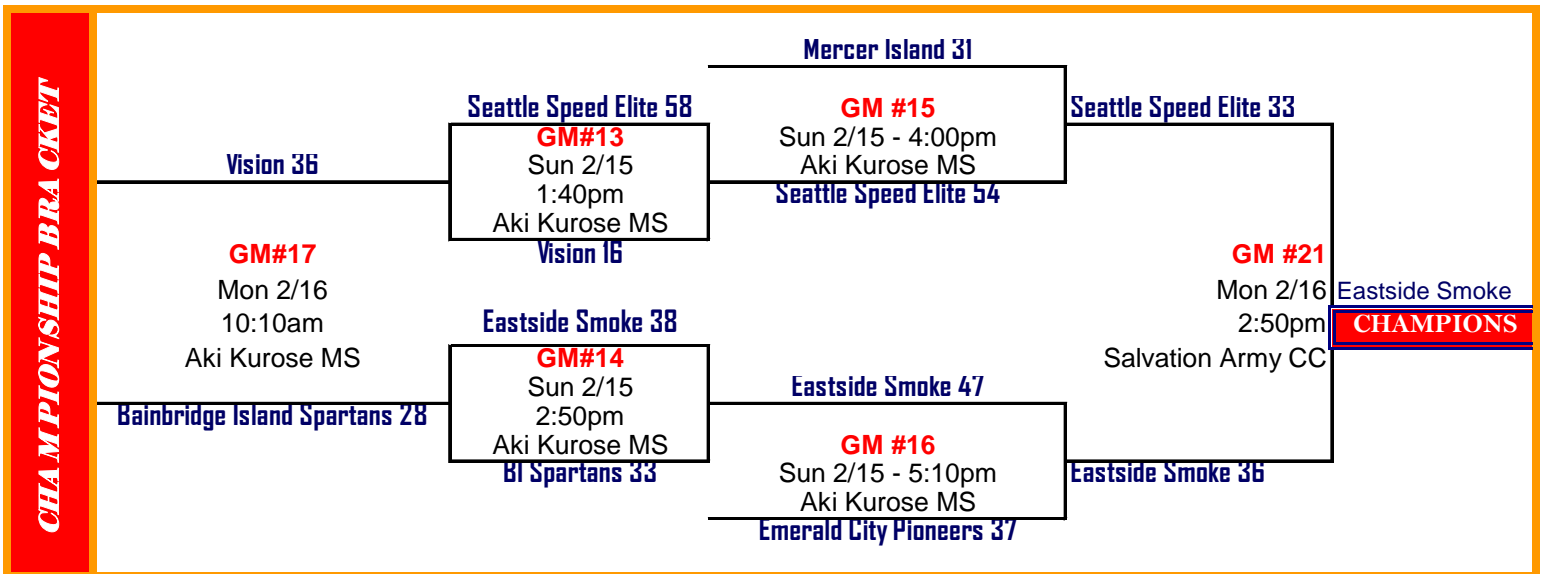 CHAMPIONSHIP BRACKET
Vision 36
GM#17
Mon 2/16
10:10am
Aki Kurose MS
Bainbridge Island Spartans 28
Seattle Speed Elite 58
GM#13
Sun 2/15
1:40pm
Aki Kurose MS
Vision 16
Eastside Smoke 38
GM#14
Sun 2/15
2:50pm
Aki Kurose MS
BI Spartans 33
Mercer Island 31
GM #15
Sun 2/15 - 4:00pm
Aki Kurose MS
Seattle Speed Elite 54
Eastside Smoke 47
GM #16
Sun 2/15 - 5:10pm
Aki Kurose MS
Emerald City Pioneers 37
Seattle Speed Elite 33
GM #21
Mon 2/16
2:50pm
Salvation Army CC
Eastside Smoke 36
Eastside Smoke
CHAMPIONS